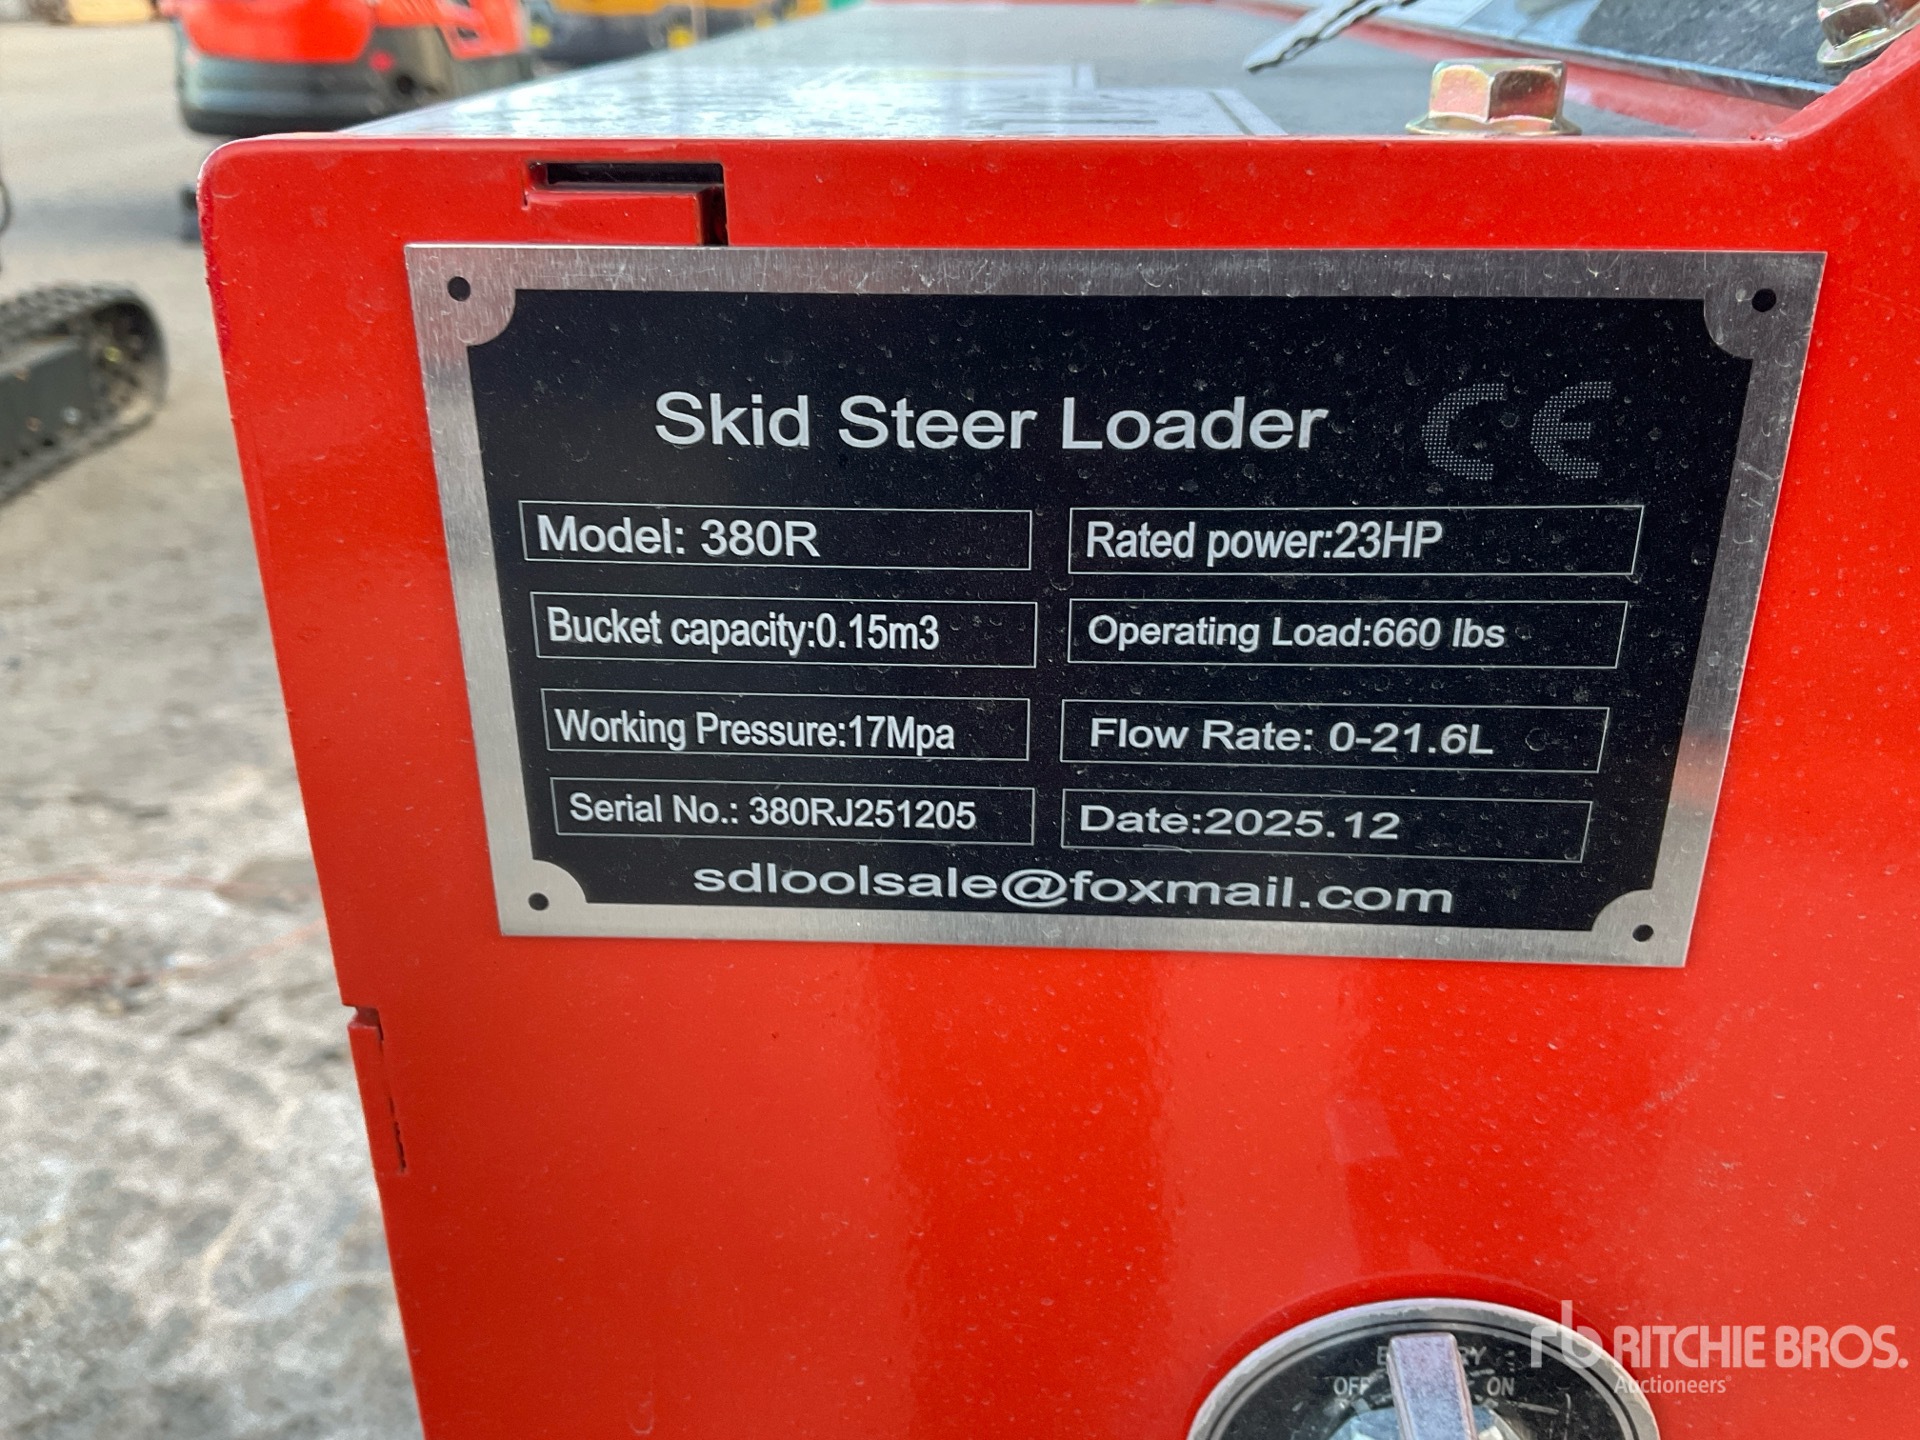 Skid Steer Loader CE
Model: 380R
Rated power:23HP
Bucket capacity:0.15m3
Operating Load:660 lbs
Working Pressure:17Mpa
Flow Rate: 0-21.6L
Serial No.: 380RJ251205
Date:2025.12
sdloolsale@foxmail.com
OFF
ON
rb RITCHIE BROS.
Auctioneers